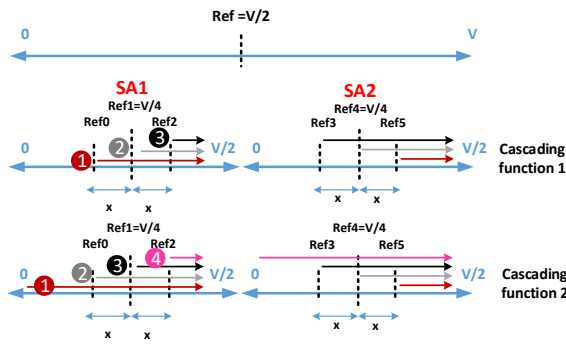 Ref =V/2
0 V
SA1 SA2
Ref1=V/4 Ref4=V/4
Ref0 Ref2 Ref3 Ref5
3
2
0 V/2 0 V/2 Cascading
1 function 1
x x x x
Ref1=V/4 Ref4=V/4
Ref0 Ref2 Ref3 Ref5
4
2 3
0 V/2 0 V/2 Cascading
1 function 2
x x x x